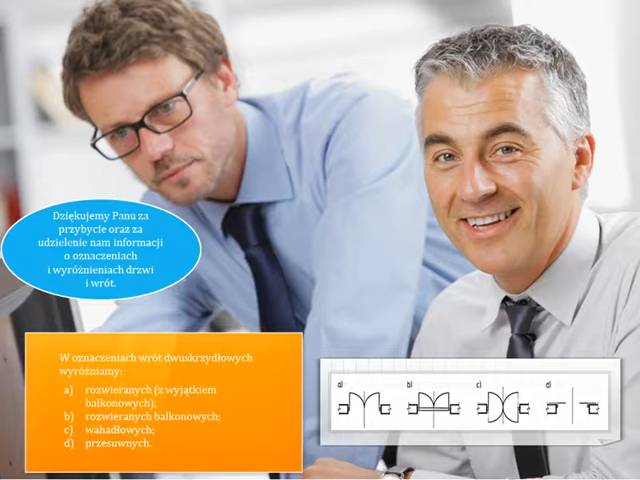 Dziękujemy Panu za
przybycie oraz za
udzielenie nam informacji
o oznaczeniach
i wyróżnieniach drzwi
i wrót.
W oznaczeniach wrót dwuskrzydłowych
wyróżniamy:
a) rozwieranych (z wyjątkiem
balkonowych);
b) rozwieranych balkonowych;
c) wahadłowych;
d) przesuwnych.
a) b) c) d)